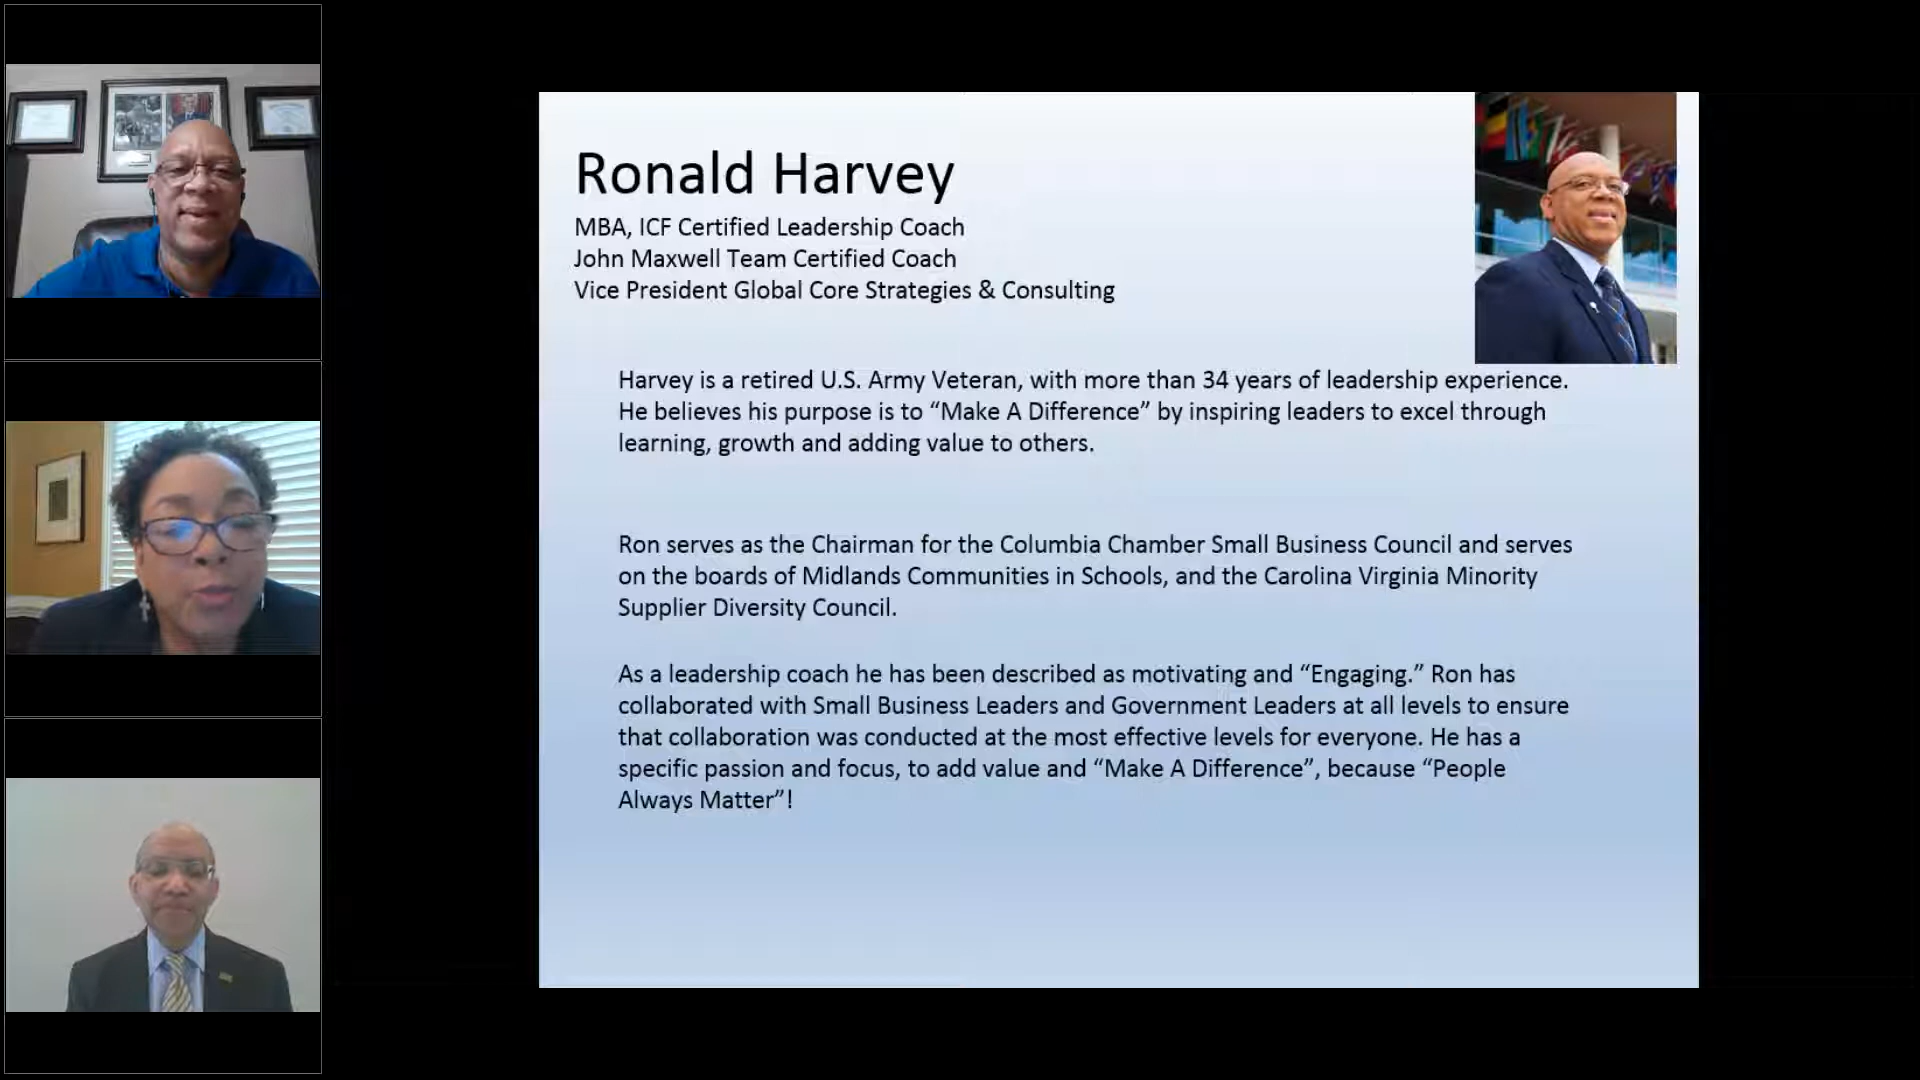 Ronald Harvey
MBA, ICF Certified Leadership Coach
John Maxwell Team Certified Coach
Vice President Global Core Strategies & Consulting
Harvey is a retired U.S. Army Veteran, with more than 34 years of leadership experience.
He believes his purpose is to “Make A Difference” by inspiring leaders to excel through
learning, growth and adding value to others.
Ron serves as the Chairman for the Columbia Chamber Small Business Council and serves
on the boards of Midlands Communities in Schools, and the Carolina Virginia Minority
Supplier Diversity Council.
As a leadership coach he has been described as motivating and “Engaging.” Ron has
collaborated with Small Business Leaders and Government Leaders at all levels to ensure
that collaboration was conducted at the most effective levels for everyone. He has a
specific passion and focus, to add value and “Make A Difference”, because “People
Always Matter”!